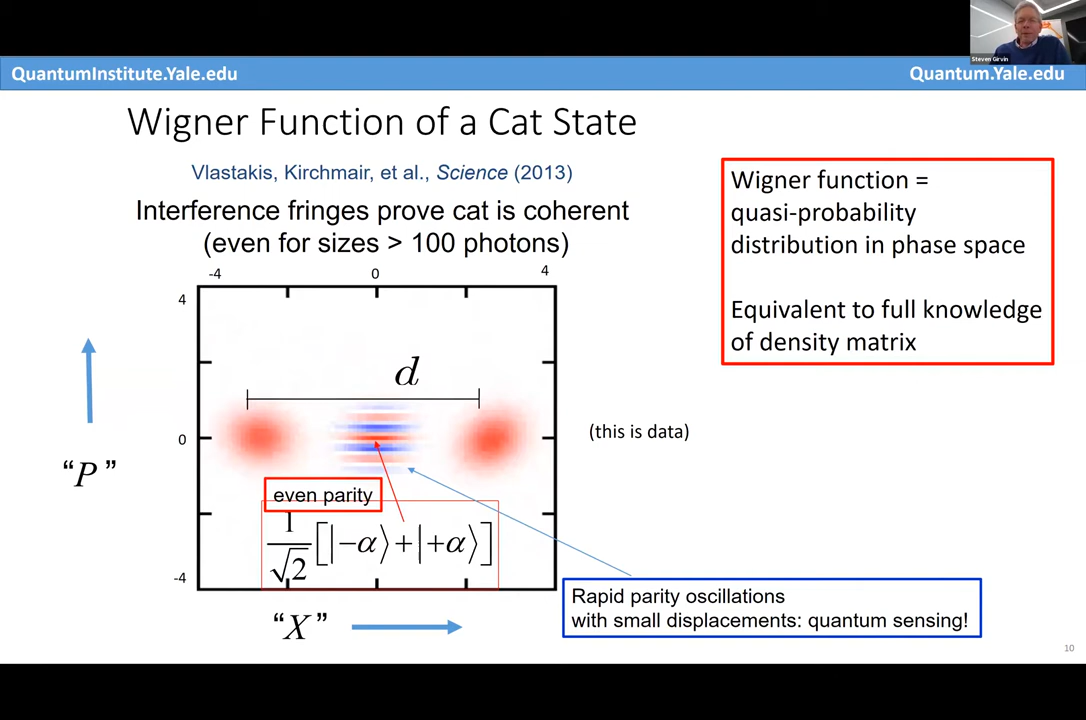 Steven Girvin
QuantumInstitute.Yale.edu
Quantum.Yale.edu
Wigner Function of a Cat State
Vlastakis, Kirchmair, et al., Science (2013)
Interference fringes prove cat is coherent
(even for sizes > 100 photons)
Wigner function =
quasi-probability
distribution in phase space
Equivalent to full knowledge
of density matrix
-4 0 4
4
d
0
(this is data)
“P”
even parity
1/√2 [|−α⟩+|+α⟩]
-4
Rapid parity oscillations
with small displacements: quantum sensing!
“X”
10